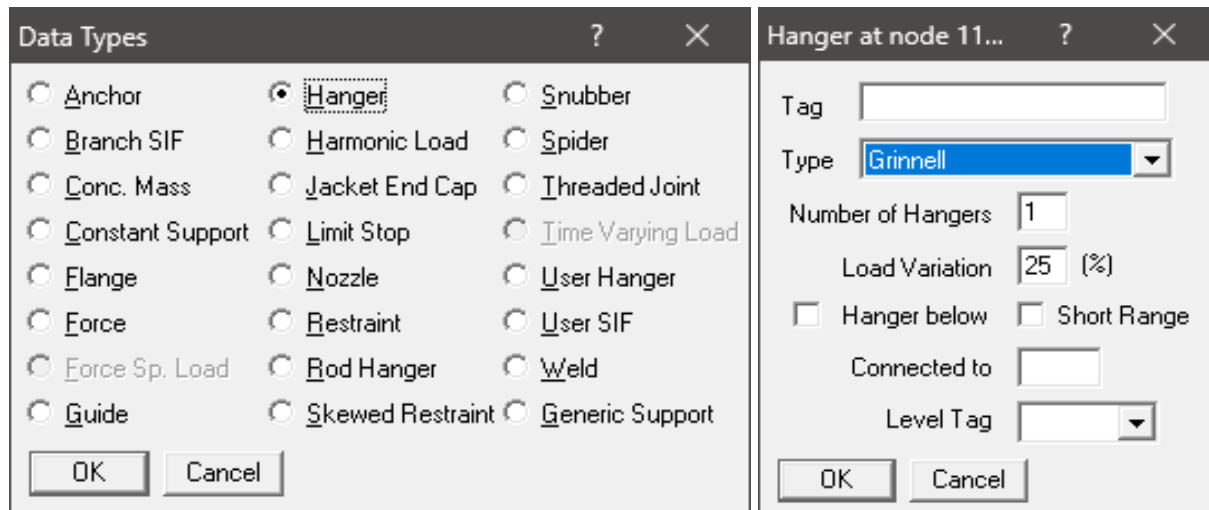 Data Types ?
Anchor Hanger Snubber
Branch SIF Harmonic Load Spider
Conc. Mass Jacket End Cap Threaded Joint
Constant Support Limit Stop Time Varying Load
Flange Nozzle User Hanger
Force Restraint User SIF
Force Sp. Load Rod Hanger Weld
Guide Skewed Restraint Generic Support
OK Cancel
Hanger at node 11... ?
Tag
Type Grinnell
Number of Hangers 1
Load Variation 25 (%)
Hanger below Short Range
Connected to
Level Tag
OK Cancel